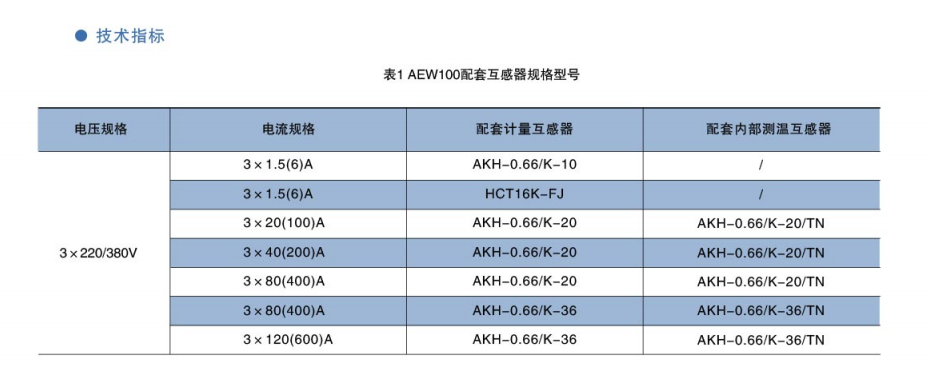 ● 技术指标
表1 AEW100配套互感器规格型号
电压规格 电流规格 配套计量互感器 配套内部测温互感器
3×1.5(6)A AKH-0.66/K-10 /
3×1.5(6)A HCT16K-FJ /
3×20(100)A AKH-0.66/K-20 AKH-0.66/K-20/TN
3×220/380V 3×40(200)A AKH-0.66/K-20 AKH-0.66/K-20/TN
3×80(400)A AKH-0.66/K-20 AKH-0.66/K-20/TN
3×80(400)A AKH-0.66/K-36 AKH-0.66/K-36/TN
3×120(600)A AKH-0.66/K-36 AKH-0.66/K-36/TN